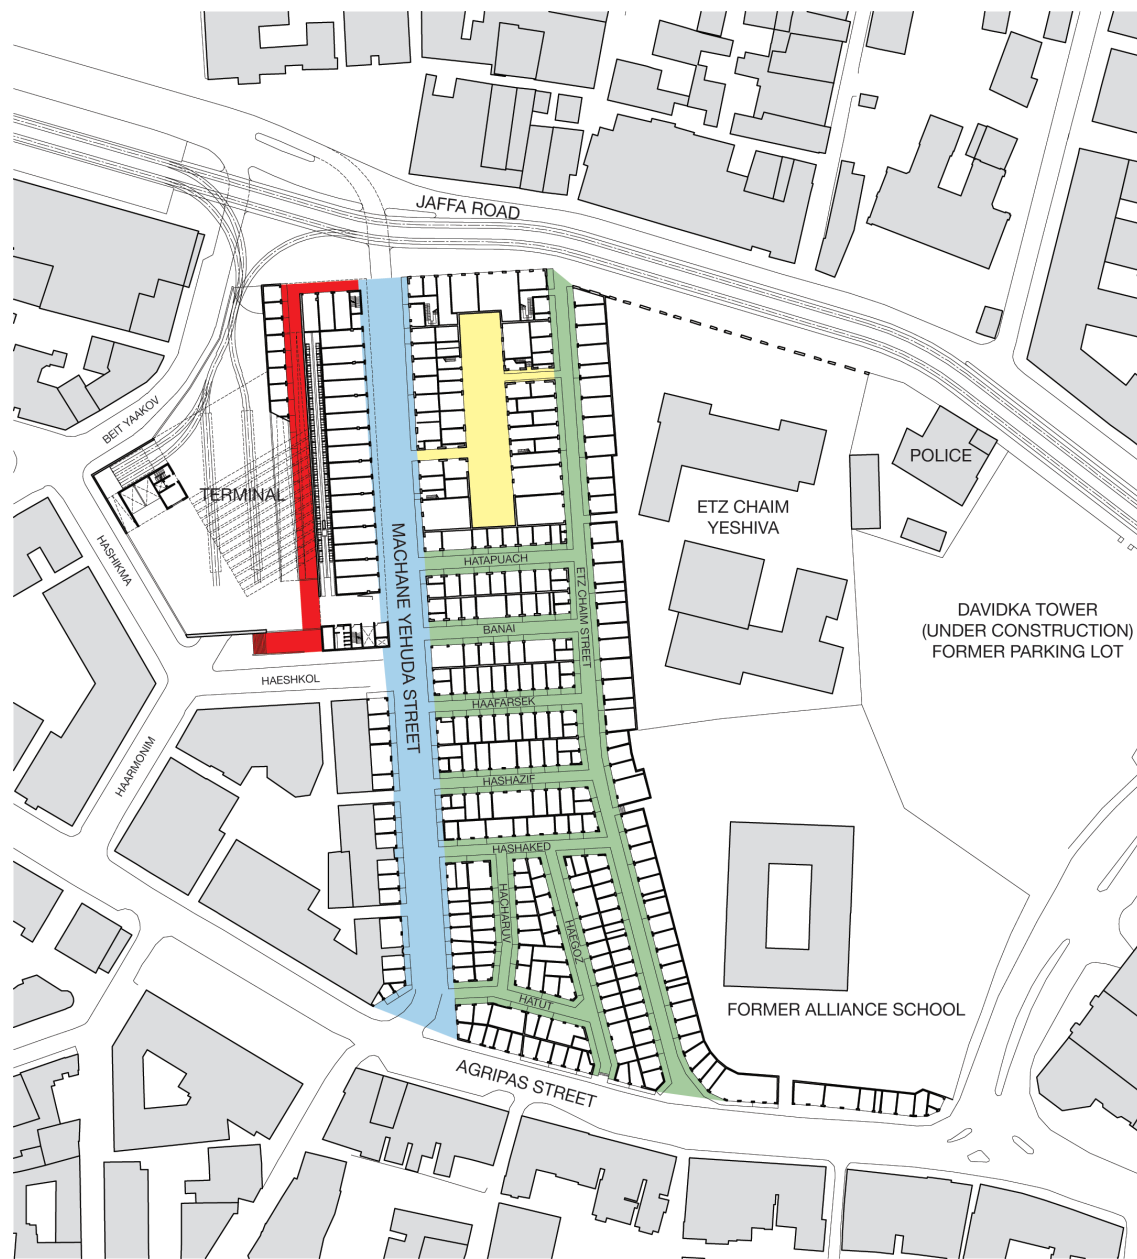 JAFFA ROAD
BEIT YAAKOV
TERMINAL
POLICE
ETZ CHAIM
YESHIVA
HASHIKMA
MACHANE YEHUDA STREET
HATAPUACH
ETZ CHAIM STREET
BANAI
DAVIDKA TOWER
(UNDER CONSTRUCTION)
FORMER PARKING LOT
HAESHKOL
HAAFARSEK
HAARMONIM
HASHAZIF
HASHAKED
HACHARUV
HAEGOZ
HATUT
FORMER ALLIANCE SCHOOL
AGRIPAS STREET